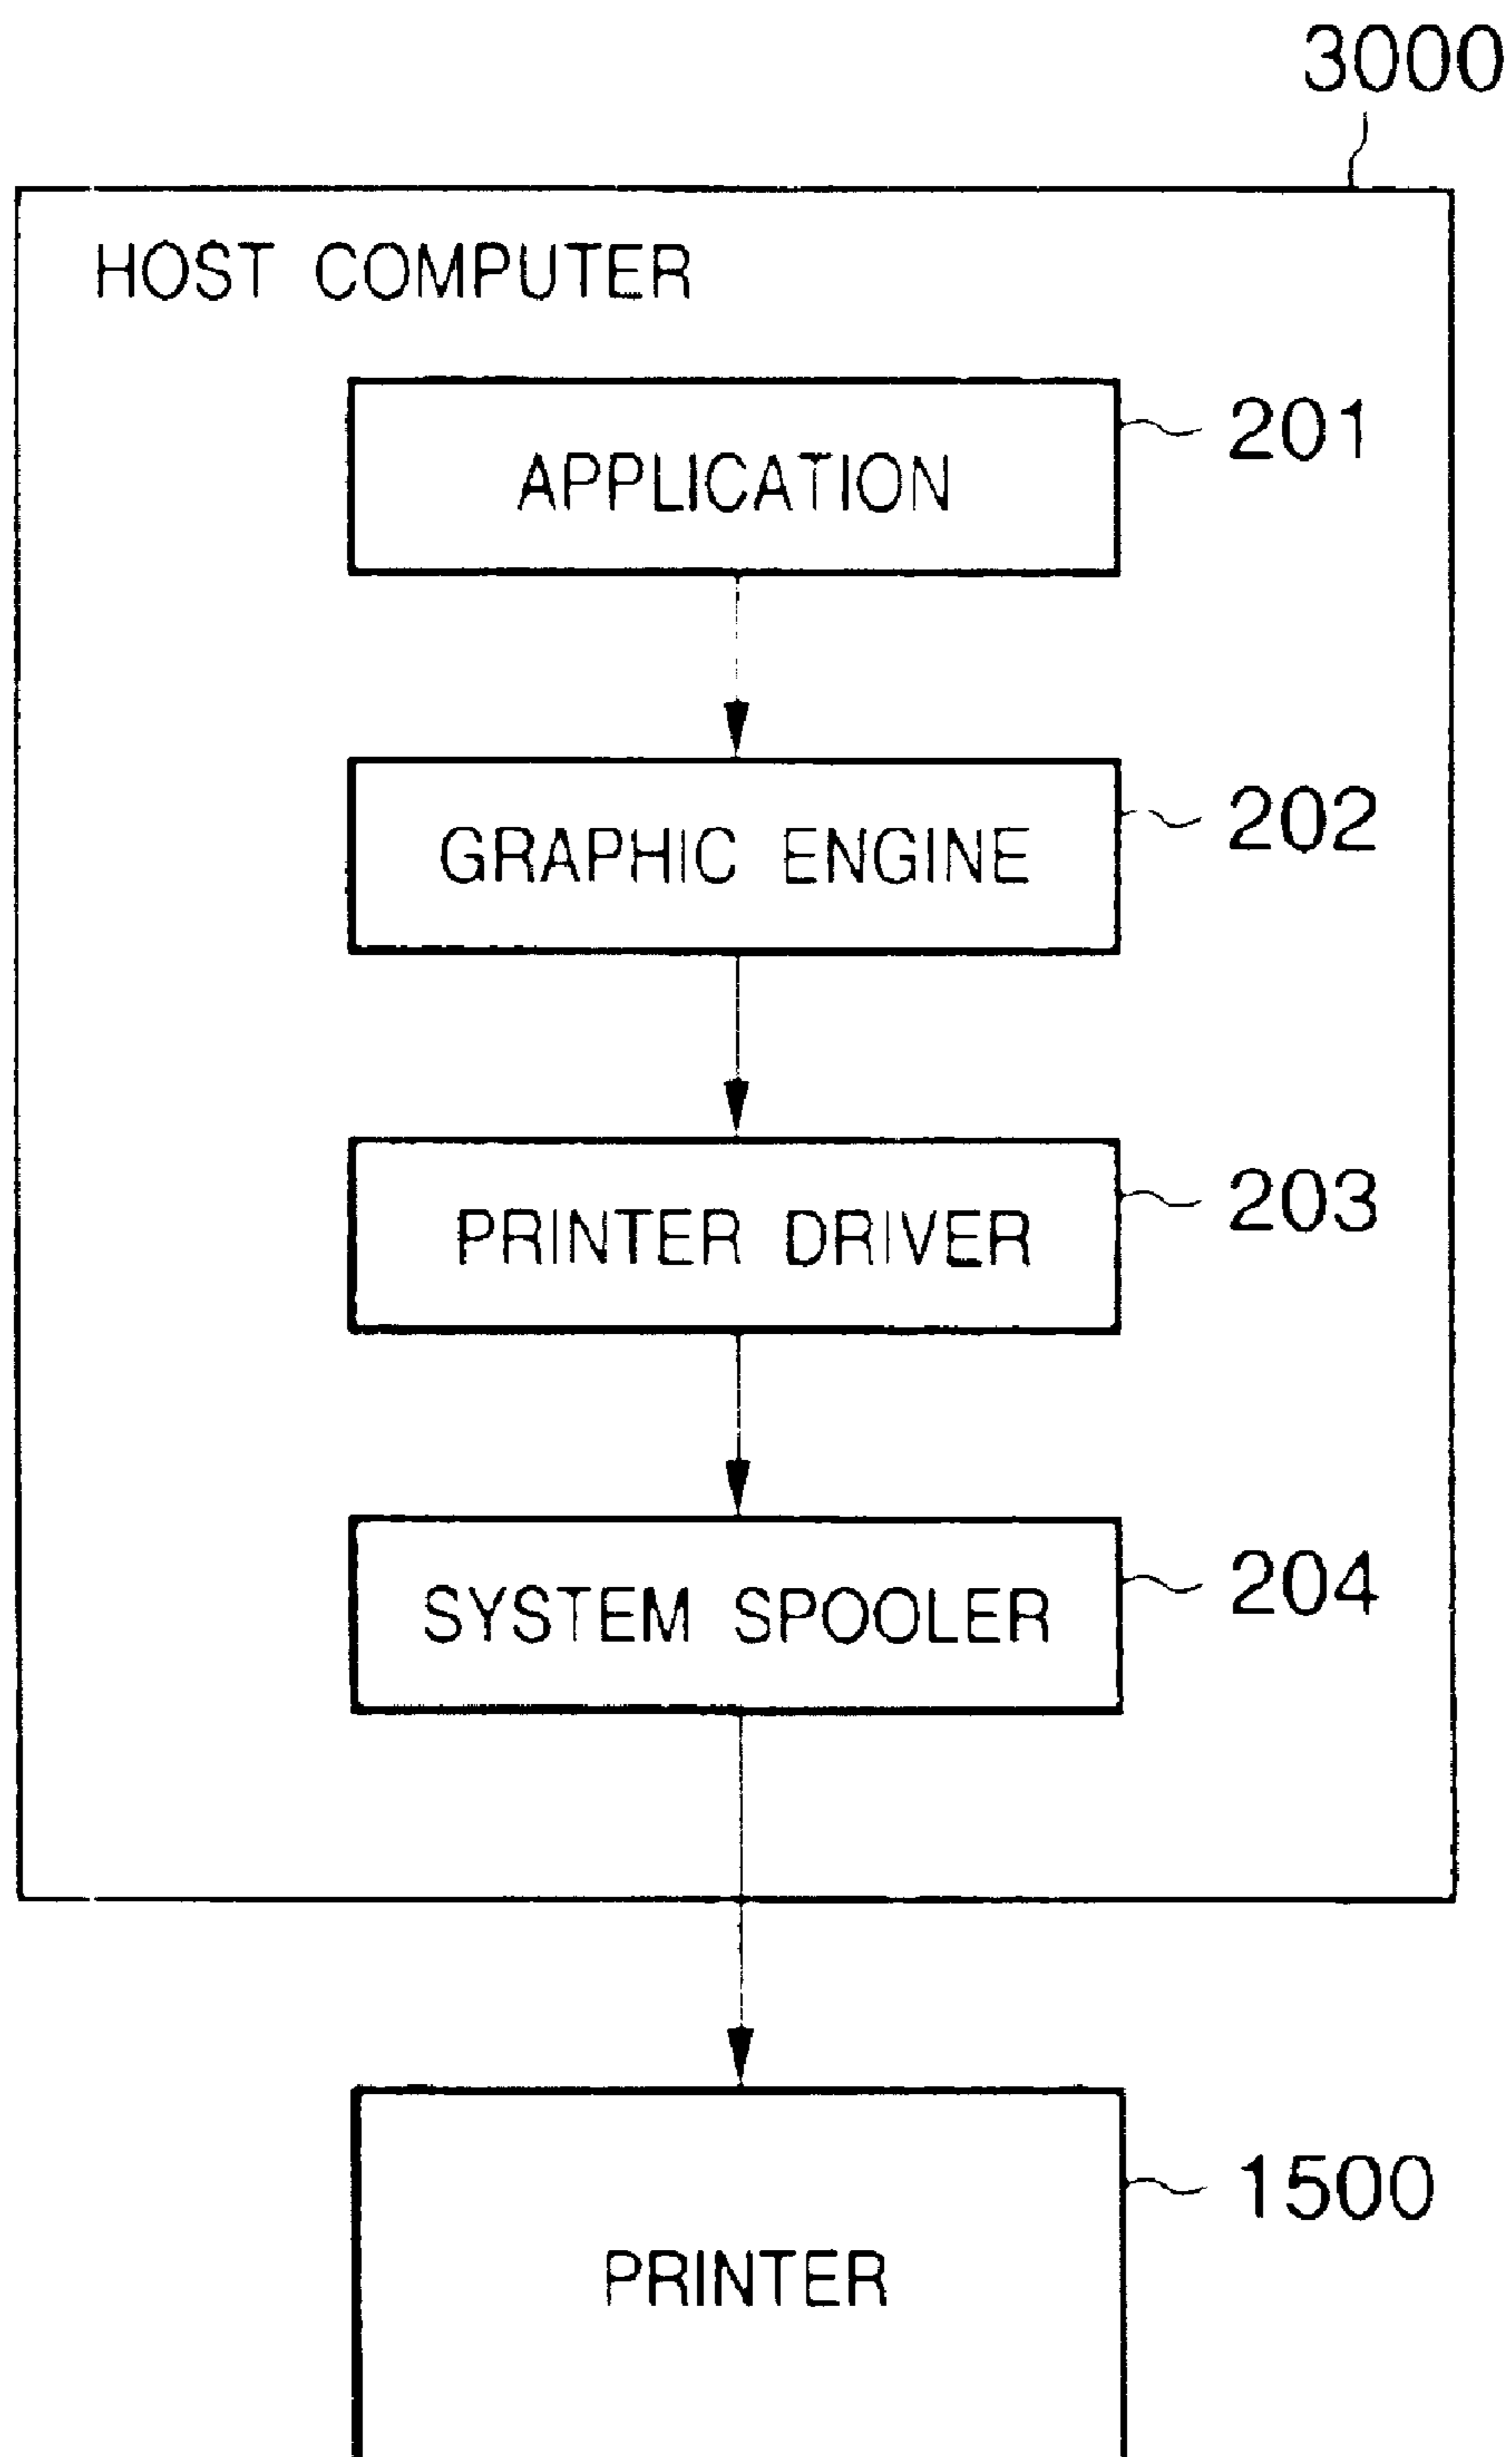 3000
HOST COMPUTER
APPLICATION
201
GRAPHIC ENGINE
202
PRINTER DRIVER
203
SYSTEM SPOOLER
204
PRINTER
1500